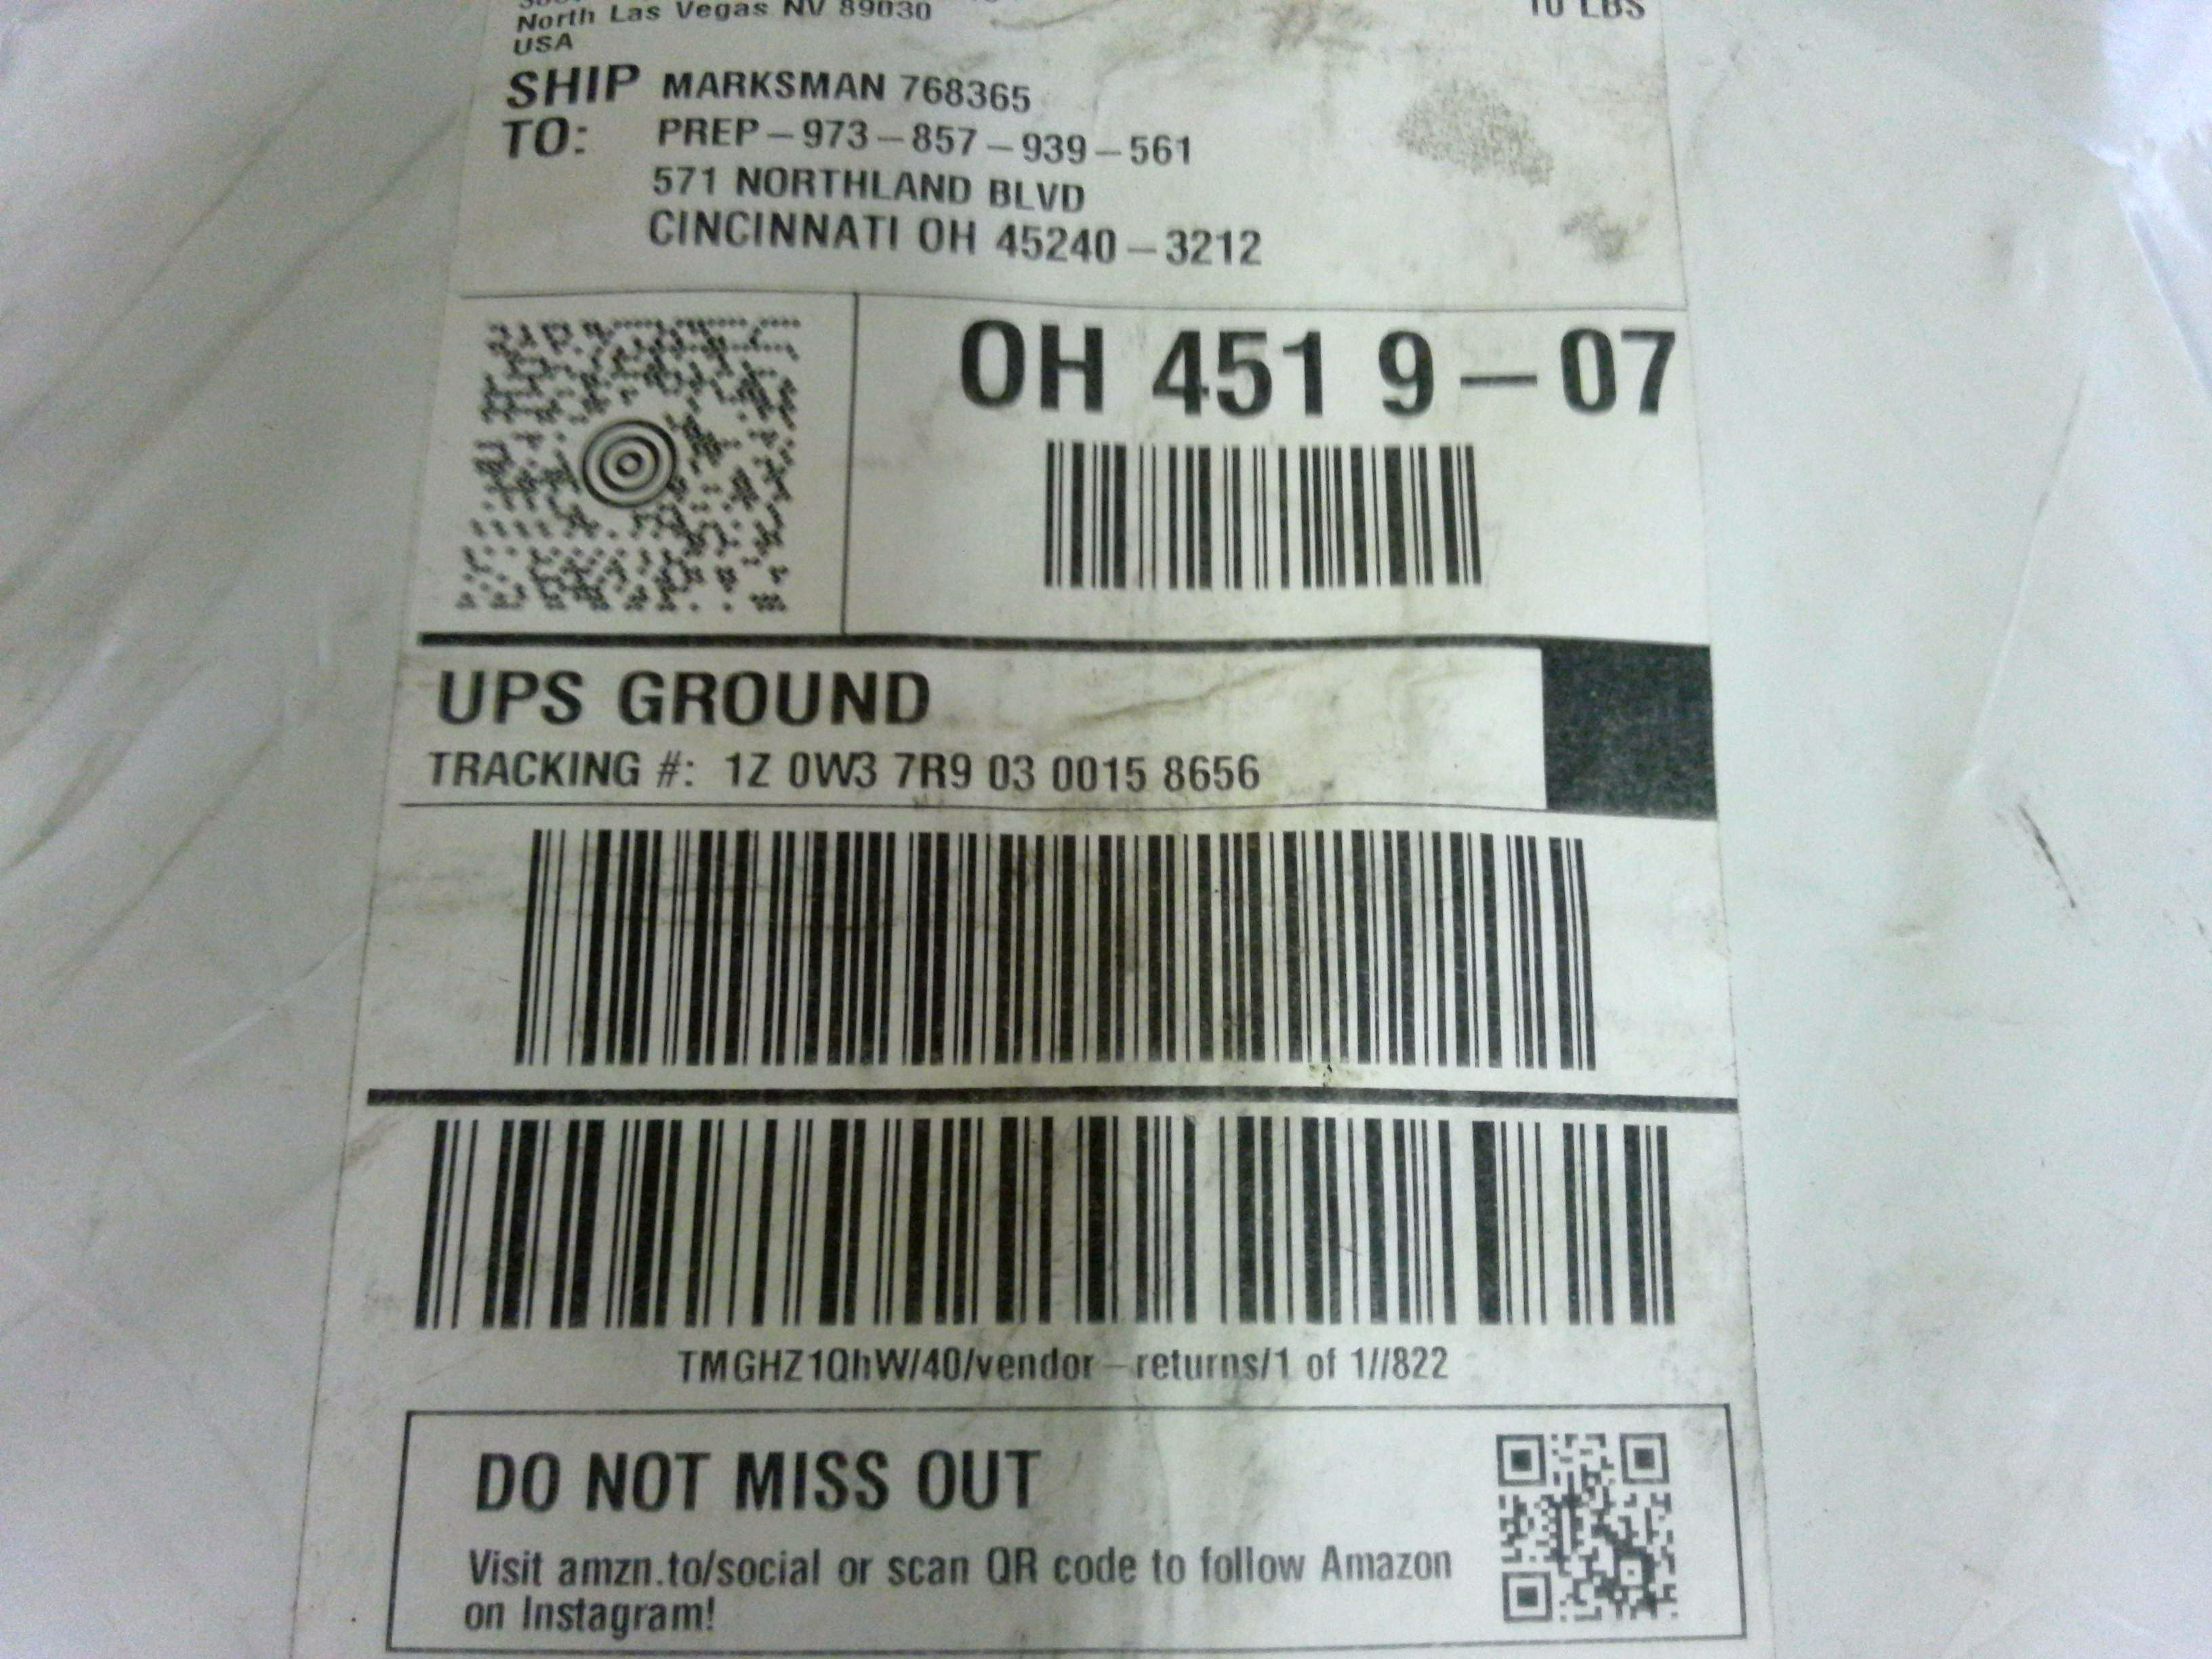 North Las Vegas NV 89030
10 LBS
USA
SHIP MARKSMAN 768365
TO: PREP-973-857-939-561
571 NORTHLAND BLVD
CINCINNATI OH 45240-3212
OH 451 9-07
UPS GROUND
TRACKING #: 1Z 0W3 7R9 03 0015 8656
TMGHZ1QhW/40/vendor-returns/1 of 1//822
DO NOT MISS OUT
Visit amzn.to/social or scan QR code to follow Amazon
on Instagram!